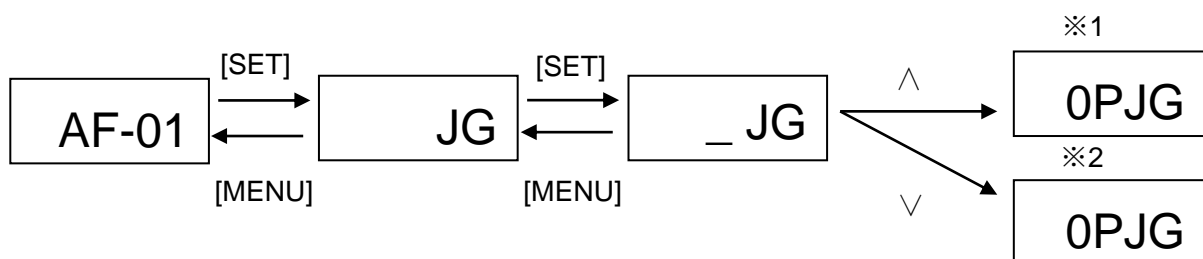 ※1
[SET] [SET] ∧
AF-01 JG _ JG 0PJG
※2
[MENU] [MENU] ∨
0PJG